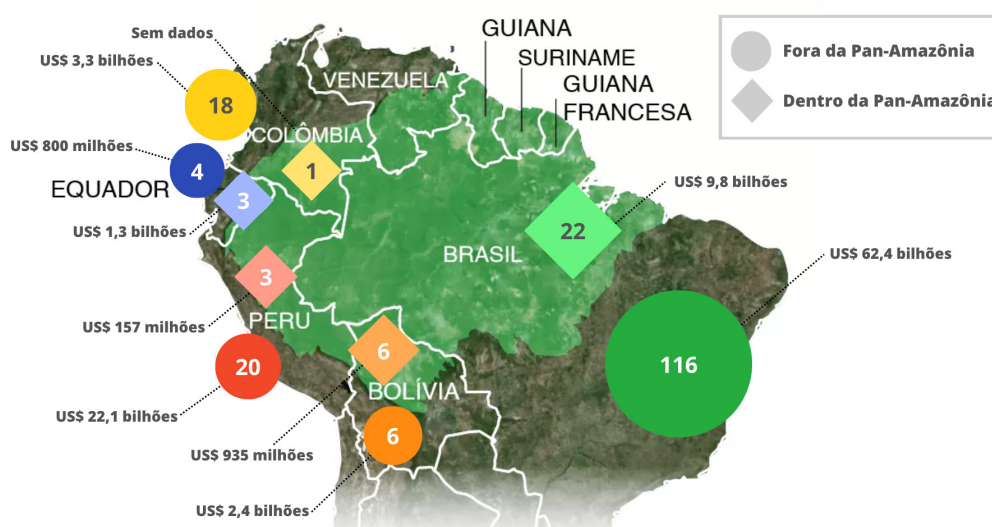 GUIANA
SURINAME
GUIANA
FRANCESA
Fora da Pan-Amazônia
Dentro da Pan-Amazônia
Sem dados
US$ 3,3 bilhões
18
VENEZUELA
COLÔMBIA
US$ 800 milhões
4
1
EQUADOR
3
US$ 1,3 bilhões
US$ 9,8 bilhões
22
BRASIL
US$ 62,4 bilhões
116
3
US$ 157 milhões
PERU
20
US$ 22,1 bilhões
6
BOLÍVIA
US$ 935 milhões
6
US$ 2,4 bilhões